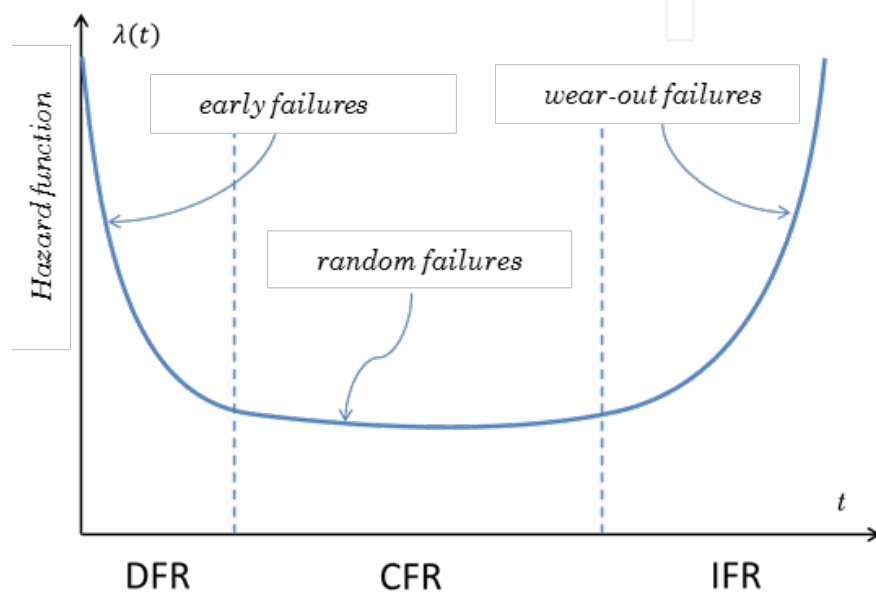 λ(t)
early failures
wear-out failures
Hazard function
random failures
t
DFR
CFR
IFR